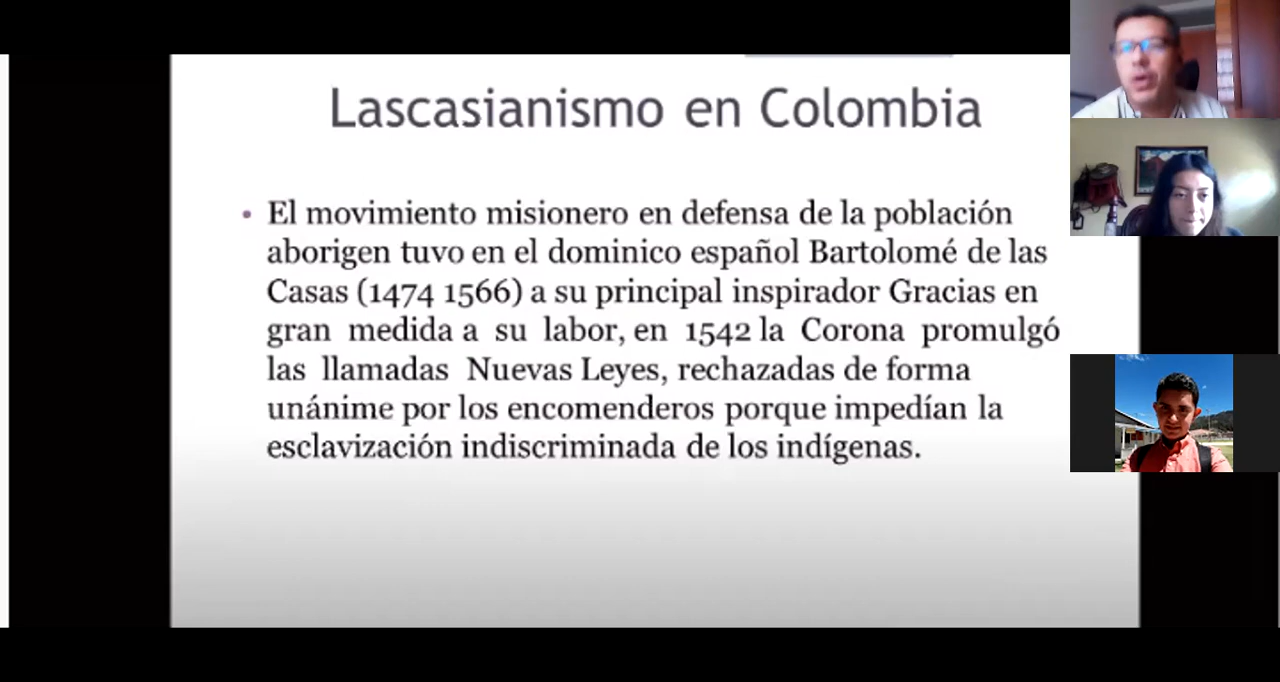 Lascasianismo en Colombia
• El movimiento misionero en defensa de la población
aborigen tuvo en el dominico español Bartolomé de las
Casas (1474 1566) a su principal inspirador Gracias en
gran medida a su labor, en 1542 la Corona promulgó
las llamadas Nuevas Leyes, rechazadas de forma
unánime por los encomenderos porque impedían la
esclavización indiscriminada de los indígenas.